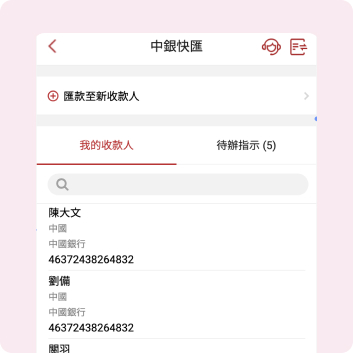 中銀快匯
匯款至新收款人
我的收款人
待辦指示 (5)
陳大文
中國
中國銀行
46372438264832
劉備
中國
中國銀行
46372438264832
關羽